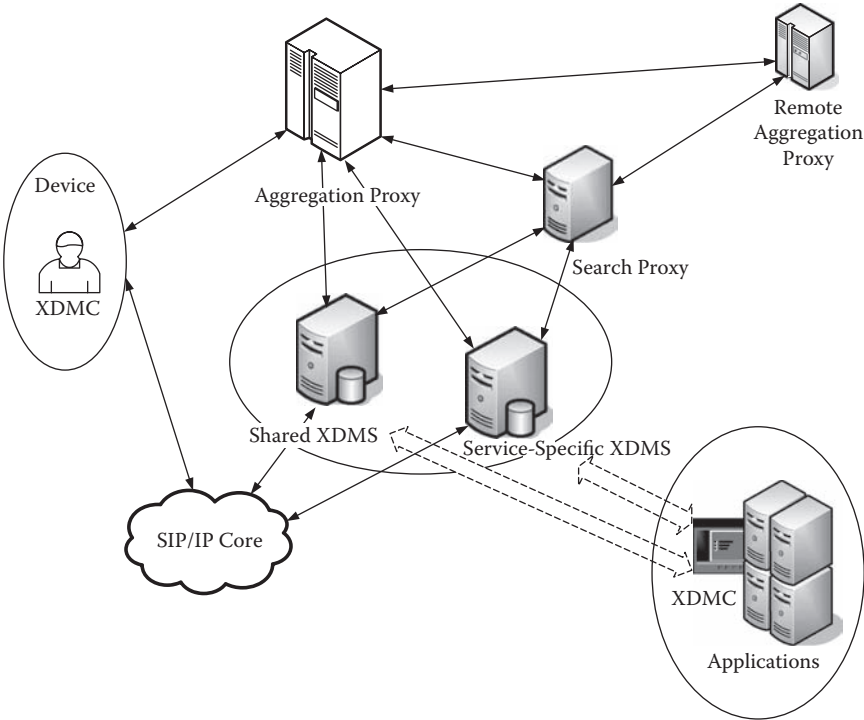 Remote
Aggregation
Proxy
Device
Aggregation Proxy
XDMC
Search Proxy
Shared XDMS
Service-Specific XDMS
SIP/IP Core
XDMC
Applications